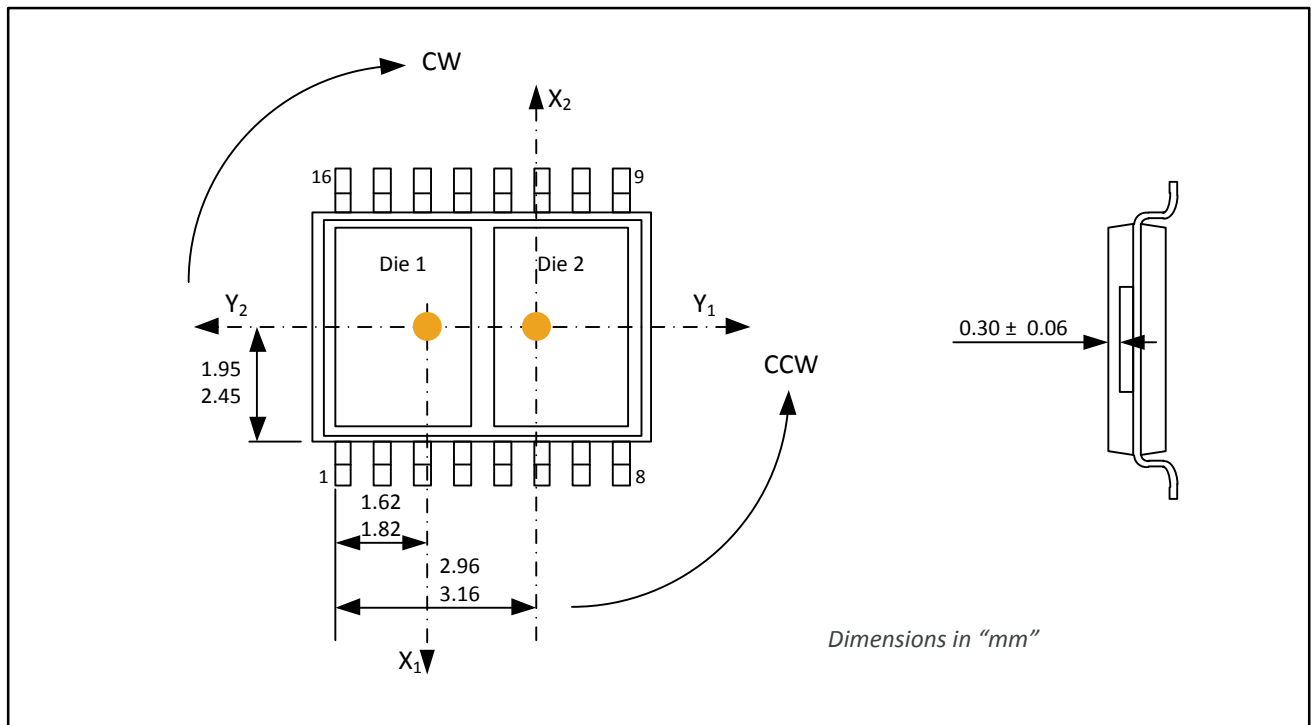 CW
X₂
16
9
Die 1
Die 2
Y₂
Y₁
0.30 ± 0.06
1.95
2.45
CCW
1
8
1.62
1.82
2.96
3.16
X₁
Dimensions in “mm”